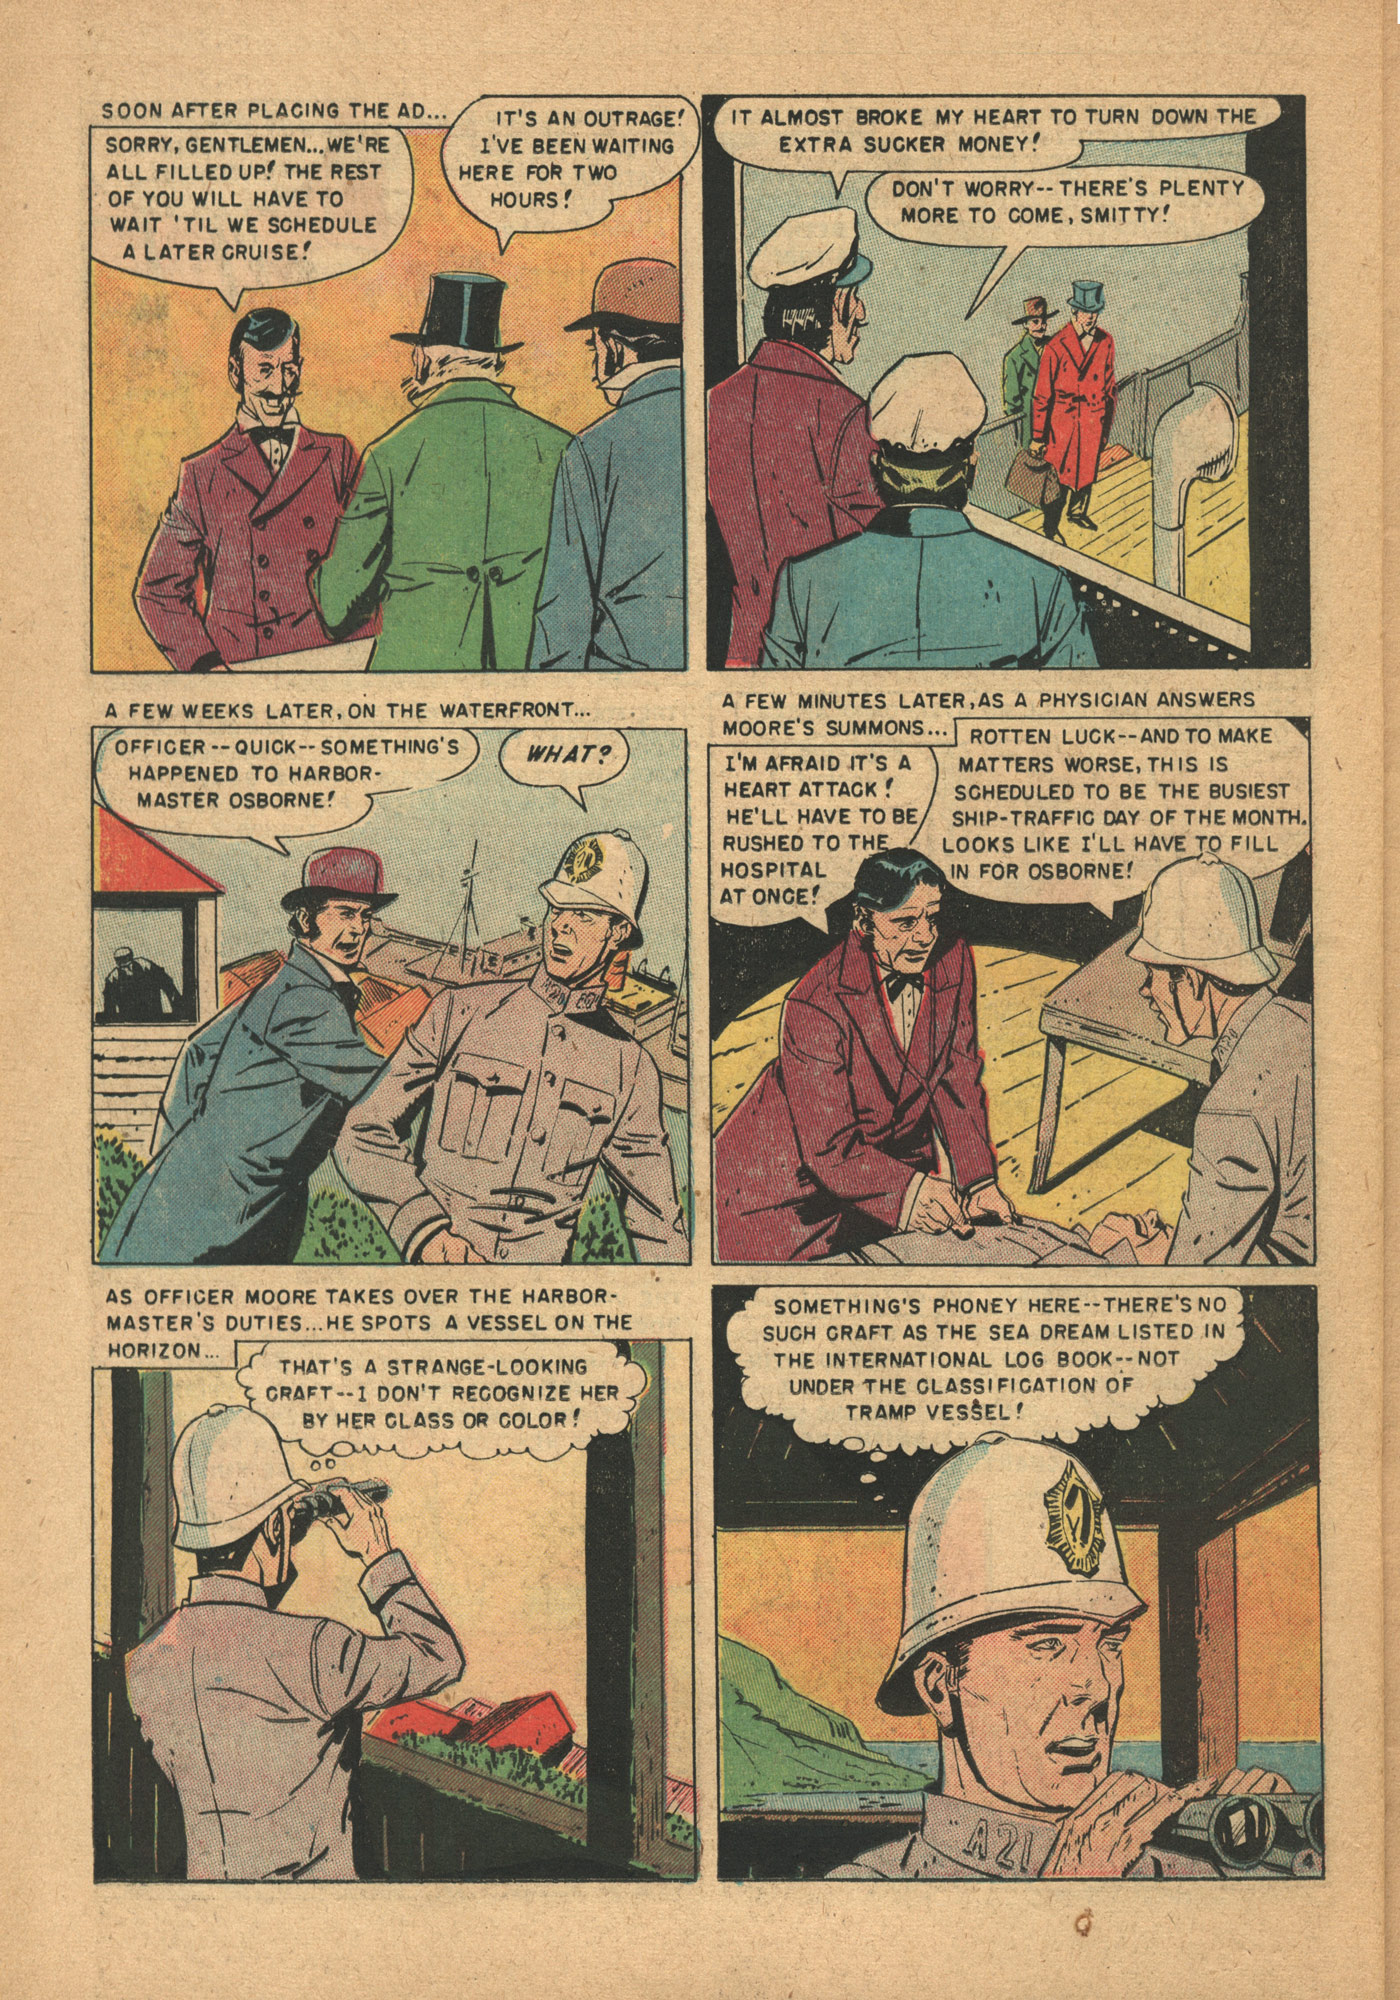 SOON AFTER PLACING THE AD...
SORRY, GENTLEMEN...WE'RE
ALL FILLED UP! THE REST
OF YOU WILL HAVE TO
WAIT 'TIL WE SCHEDULE
A LATER CRUISE!
IT'S AN OUTRAGE!
I'VE BEEN WAITING
HERE FOR TWO
HOURS!
IT ALMOST BROKE MY HEART TO TURN DOWN THE
EXTRA SUCKER MONEY!
DON'T WORRY--THERE'S PLENTY
MORE TO COME, SMITTY!
A FEW WEEKS LATER, ON THE WATERFRONT...
OFFICER--QUICK--SOMETHING'S
HAPPENED TO HARBOR-
MASTER OSBORNE!
WHAT?
A FEW MINUTES LATER, AS A PHYSICIAN ANSWERS
MOORE'S SUMMONS...
I'M AFRAID IT'S A
HEART ATTACK!
HE'LL HAVE TO BE
RUSHED TO THE
HOSPITAL
AT ONCE!
ROTTEN LUCK--AND TO MAKE
MATTERS WORSE, THIS IS
SCHEDULED TO BE THE BUSIEST
SHIP-TRAFFIC DAY OF THE MONTH.
LOOKS LIKE I'LL HAVE TO FILL
IN FOR OSBORNE!
AS OFFICER MOORE TAKES OVER THE HARBOR-
MASTER'S DUTIES...HE SPOTS A VESSEL ON THE
HORIZON...
THAT'S A STRANGE-LOOKING
CRAFT--I DON'T RECOGNIZE HER
BY HER CLASS OR COLOR!
SOMETHING'S PHONEY HERE--THERE'S NO
SUCH CRAFT AS THE SEA DREAM LISTED IN
THE INTERNATIONAL LOG BOOK--NOT
UNDER THE CLASSIFICATION OF
TRAMP VESSEL!
A21
4